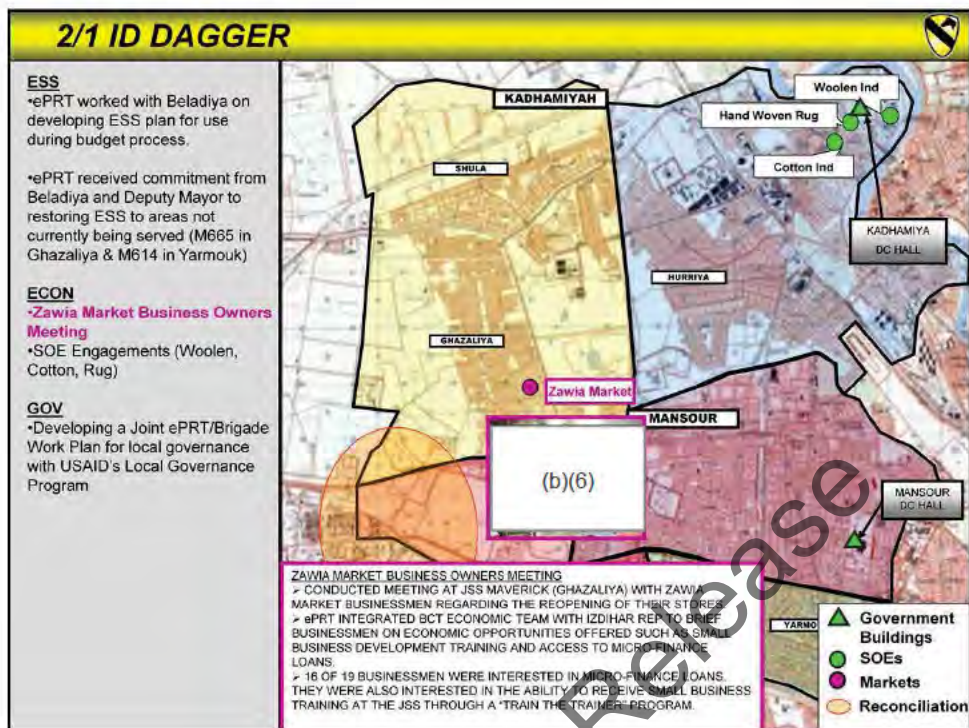 2/1 ID DAGGER
ESS
•ePRT worked with Beladiya on
developing ESS plan for use
during budget process.
•ePRT received commitment from
Beladiya and Deputy Mayor to
restoring ESS to areas not
currently being served (M665 in
Ghazaliya & M614 in Yarmouk)
ECON
•Zawia Market Business Owners
Meeting
•SOE Engagements (Woolen,
Cotton, Rug)
GOV
•Developing a Joint ePRT/Brigade
Work Plan for local governance
with USAID's Local Governance
Program
KADHAMIYAH
Woolen Ind
Hand Woven Rug
Cotton Ind
SHULA
KADHAMIYA
DC HALL
HURRIYA
GHAZALIYA
Zawia Market
MANSOUR
(b)(6)
MANSOUR
DC HALL
ZAWIA MARKET BUSINESS OWNERS MEETING
➢ CONDUCTED MEETING AT JSS MAVERICK (GHAZALIYA) WITH ZAWIA
MARKET BUSINESSMEN REGARDING THE REOPENING OF THEIR STORES.
➢ ePRT INTEGRATED BCT ECONOMIC TEAM WITH IZDIHAR REP TO BRIEF
BUSINESSMEN ON ECONOMIC OPPORTUNITIES OFFERED SUCH AS SMALL
BUSINESS DEVELOPMENT TRAINING AND ACCESS TO MICRO-FINANCE
LOANS.
➢ 16 OF 19 BUSINESSMEN WERE INTERESTED IN MICRO-FINANCE LOANS.
THEY WERE ALSO INTERESTED IN THE ABILITY TO RECEIVE SMALL BUSINESS
TRAINING AT THE JSS THROUGH A "TRAIN THE TRAINER" PROGRAM.
YARMO
Government
Buildings
SOEs
Markets
Reconciliation
Release